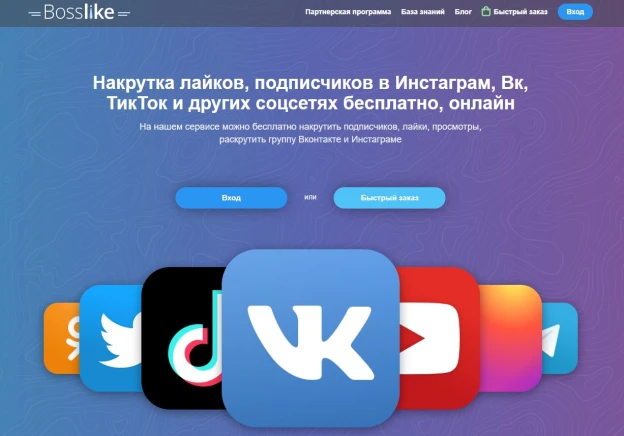 Bosslike
Партнерская программа База знаний Блог Быстрый заказ Вход
Накрутка лайков, подписчиков в Инстаграм, Вк,
ТикТок и других соцсетях бесплатно, онлайн
На нашем сервисе можно бесплатно накрутить подписчиков, лайки, просмотры,
раскрутить группу Вконтакте и Инстаграме
Вход или Быстрый заказ